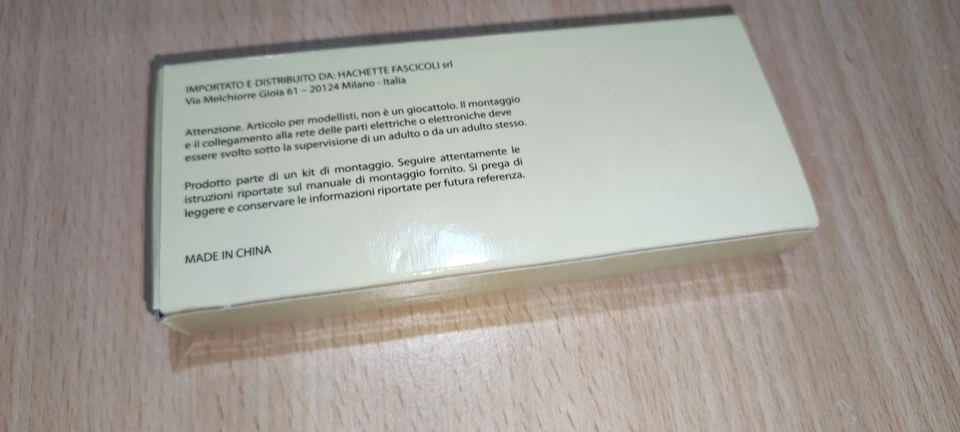 IMPORTATO E DISTRIBUITO DA: HACHETTE FASCICOLI srl
Via Melchiorre Gioia 61 – 20124 Milano - Italia
Attenzione. Articolo per modellisti, non è un giocattolo. Il montaggio
e il collegamento alla rete delle parti elettriche o elettroniche deve
essere svolto sotto la supervisione di un adulto o da un adulto stesso.
Prodotto parte di un kit di montaggio. Seguire attentamente le
istruzioni riportate sul manuale di montaggio fornito. Si prega di
leggere e conservare le informazioni riportate per futura referenza.
MADE IN CHINA